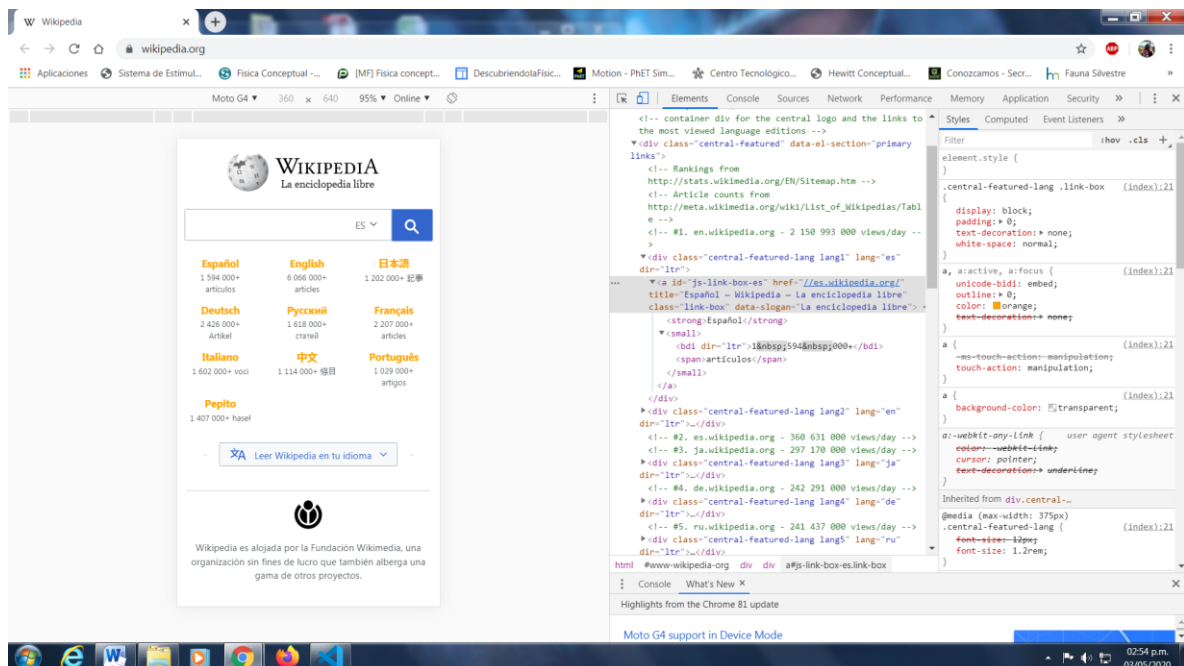 Wikipedia
wikipedia.org
ABP
Aplicaciones
Sistema de Estímul...
Fisica Conceptual -...
[MF] Fisica concept...
DescubriendolaFísic...
Motion - PhET Sim...
Centro Tecnológico...
Hewitt Conceptual...
Conozcamos - Secr...
Fauna Silvestre
»
Moto G4 ▼ 360 x 640 95% ▼ Online ▼
WIKIPEDIA
La enciclopedia libre
ES
Español English 日本語
1 594 000+ 6 066 000+ 1 202 000+ 記事
artículos articles
Deutsch Русский Français
2 426 000+ 1 618 000+ 2 207 000+
Artikel статей articles
Italiano 中文 Português
1 602 000+ voci 1 114 000+ 條目 1 029 000+
artigos
Pepito
1 407 000+ haseł
Leer Wikipedia en tu idioma
Wikipedia es alojada por la Fundación Wikimedia, una
organización sin fines de lucro que también alberga una
gama de otros proyectos.
Elements Console Sources Network Performance Memory Application Security »
<!-- container div for the central logo and the links to
the most viewed language editions -->
▼<div class="central-featured" data-el-section="primary
links">
<!-- Rankings from
http://stats.wikimedia.org/EN/Sitemap.htm -->
<!-- Article counts from
http://meta.wikimedia.org/wiki/List_of_Wikipedias/Tabl
e -->
<!-- #1. en.wikipedia.org - 2 150 993 000 views/day --
>
▼<div class="central-featured-lang lang1" lang="es"
dir="ltr">
... ▼<a id="js-link-box-es" href="//es.wikipedia.org/"
title="Español — Wikipedia — La enciclopedia libre"
class="link-box" data-slogan="La enciclopedia libre">
<strong>Español</strong>
▼<small>
<bdi dir="ltr">1&nbsp;594&nbsp;000+</bdi>
<span>artículos</span>
</small>
</a>
</div>
▶<div class="central-featured-lang lang2" lang="en"
dir="ltr">…</div>
<!-- #2. es.wikipedia.org - 360 631 000 views/day -->
<!-- #3. ja.wikipedia.org - 297 170 000 views/day -->
▶<div class="central-featured-lang lang3" lang="ja"
dir="ltr">…</div>
<!-- #4. de.wikipedia.org - 242 291 000 views/day -->
▶<div class="central-featured-lang lang4" lang="de"
dir="ltr">…</div>
<!-- #5. ru.wikipedia.org - 241 437 000 views/day -->
▶<div class="central-featured-lang lang5" lang="ru"
dir="ltr">…</div>
html #www-wikipedia-org div div a#js-link-box-es.link-box
Styles Computed Event Listeners »
Filter :hov .cls +
element.style {
}
.central-featured-lang .link-box (index):21
{
display: block;
padding:▶ 0;
text-decoration:▶ none;
white-space: normal;
}
a, a:active, a:focus { (index):21
unicode-bidi: embed;
outline:▶ 0;
color: orange;
text-decoration:▶ none;
}
a { (index):21
-ms-touch-action: manipulation;
touch-action: manipulation;
}
a { (index):21
background-color: transparent;
}
a:-webkit-any-link { user agent stylesheet
color: -webkit-link;
cursor: pointer;
text-decoration:▶ underline;
}
Inherited from div.central-…
@media (max-width: 375px)
.central-featured-lang { (index):21
font-size: 12px;
font-size: 1.2rem;
}
Console What's New ×
Highlights from the Chrome 81 update
Moto G4 support in Device Mode
02:54 p.m.
03/05/2020